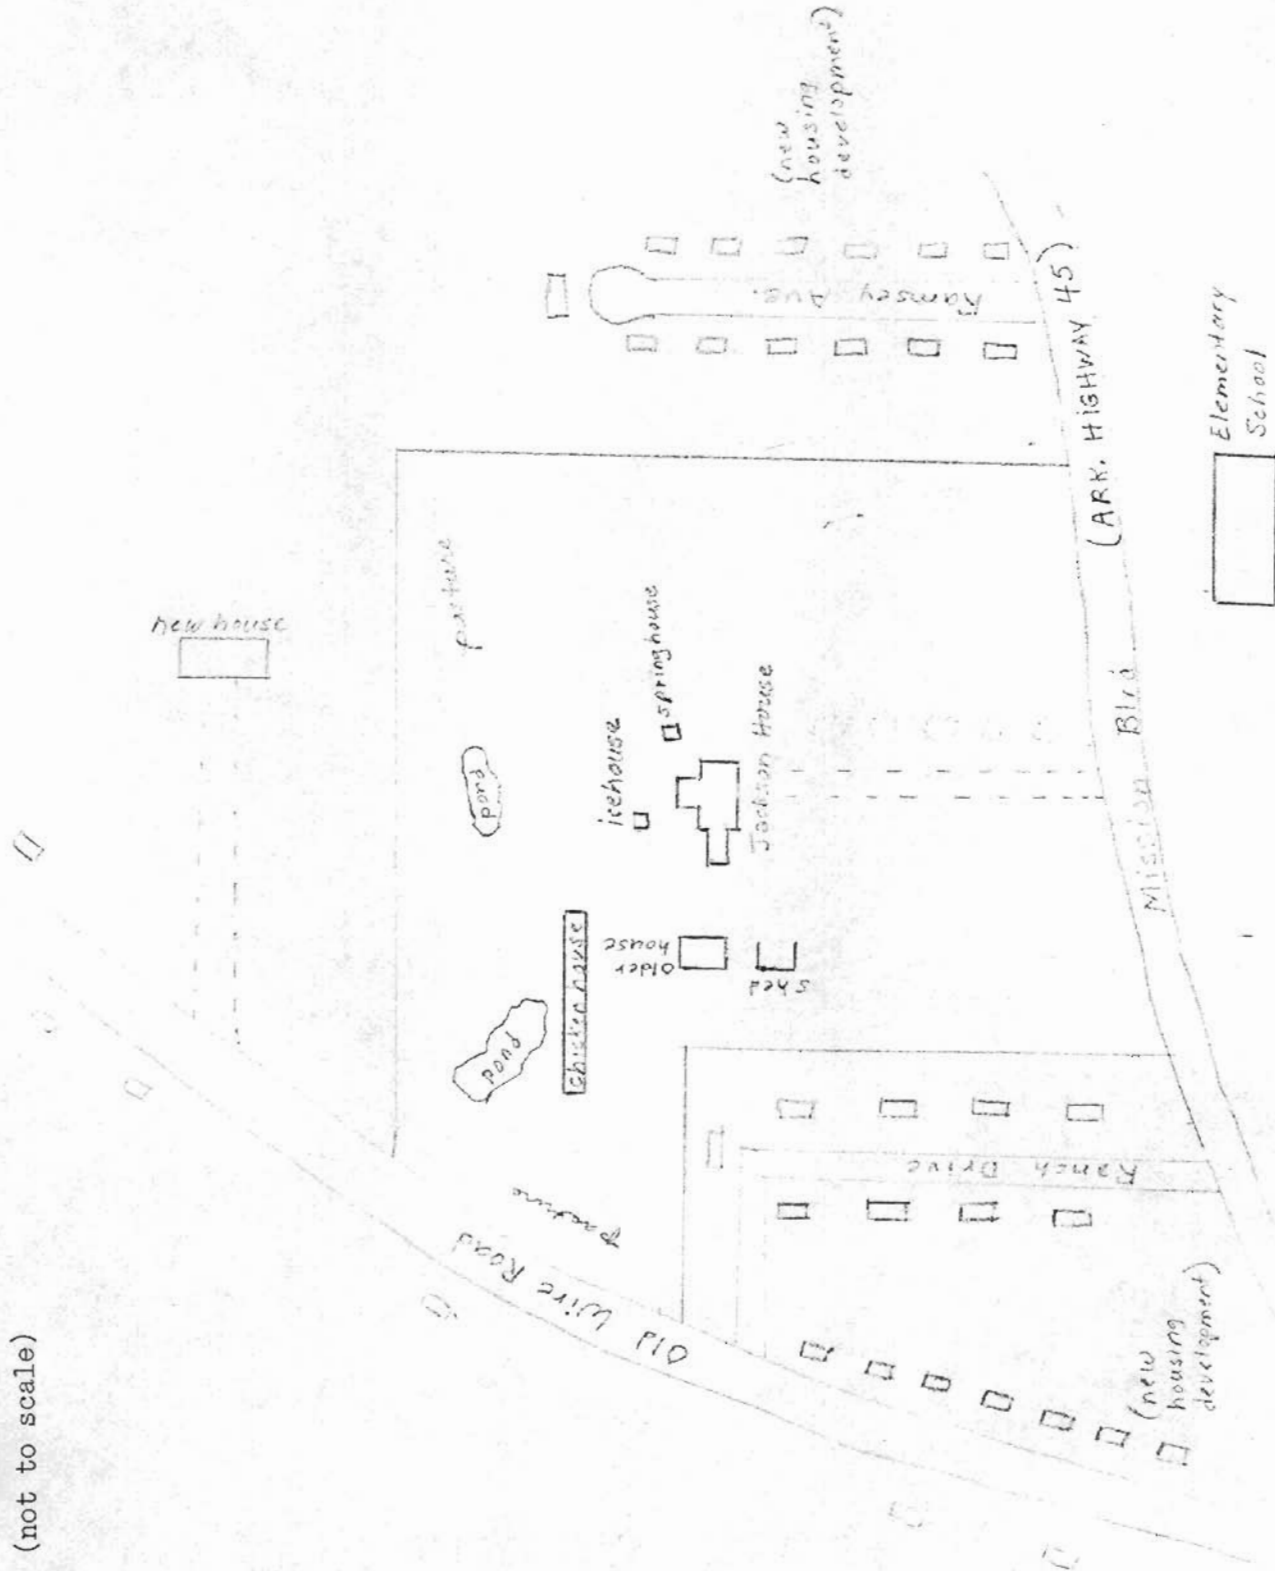 (not to scale)
new house
pasture
pond
icehouse
springhouse
Jackson House
chicken house
older
house
shed
pond
pasture
Old Wire Road
Ranch Drive
(new
housing
development)
Ramsey Ave.
(new
housing
development)
Mission Blvd
(ARK. HIGHWAY 45)
Elementary
School